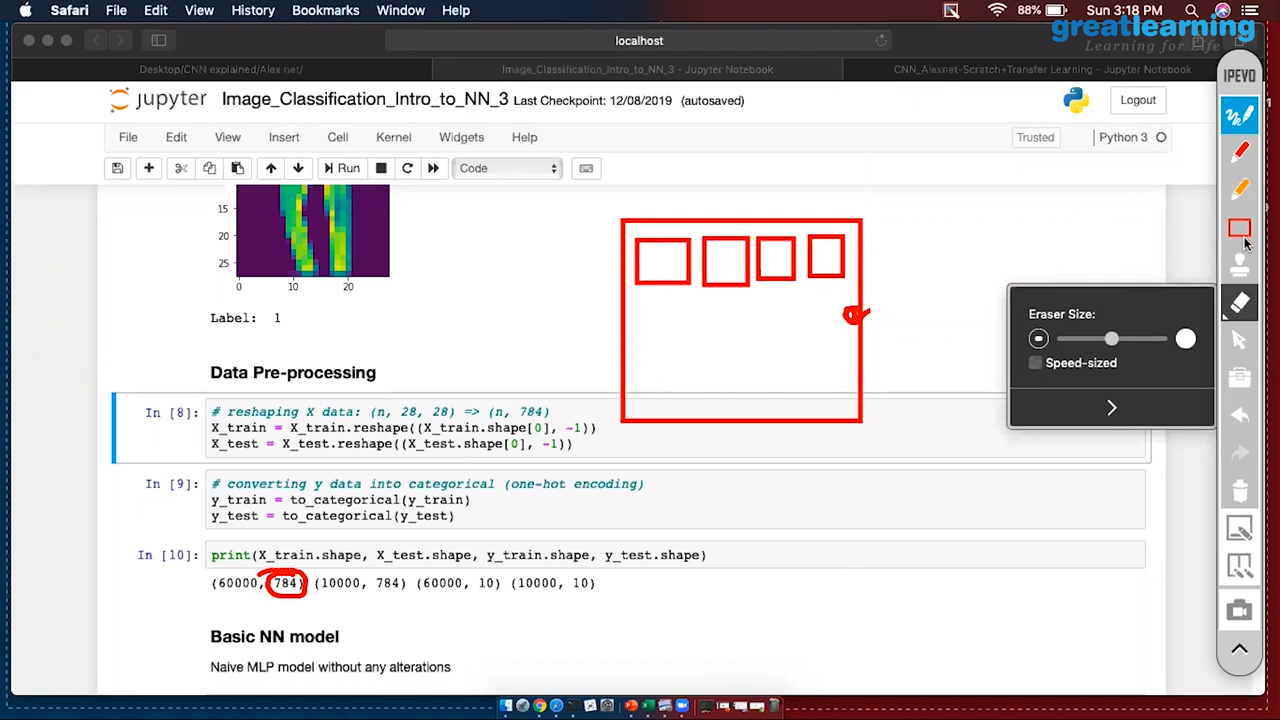 Safari File Edit View History Bookmarks Window Help 88% Sun 3:18 PM
greatlearning
Learning for Life
localhost
Desktop/CNN explained/Alex net/ Image_Classification_Intro_to_NN_3 - Jupyter Notebook CNN_Alexnet-Scratch+Transfer Learning - Jupyter Notebook
IPEVO
jupyter Image_Classification_Intro_to_NN_3 Last Checkpoint: 12/08/2019 (autosaved) Logout
File Edit View Insert Cell Kernel Widgets Help Trusted Python 3
Run Code
15
20
25
0 10 20
Label: 1
Eraser Size:
Speed-sized
Data Pre-processing
In [8]: # reshaping X data: (n, 28, 28) => (n, 784)
X_train = X_train.reshape((X_train.shape[0], -1))
X_test = X_test.reshape((X_test.shape[0], -1))
In [9]: # converting y data into categorical (one-hot encoding)
y_train = to_categorical(y_train)
y_test = to_categorical(y_test)
In [10]: print(X_train.shape, X_test.shape, y_train.shape, y_test.shape)
(60000, 784) (10000, 784) (60000, 10) (10000, 10)
Basic NN model
Naive MLP model without any alterations